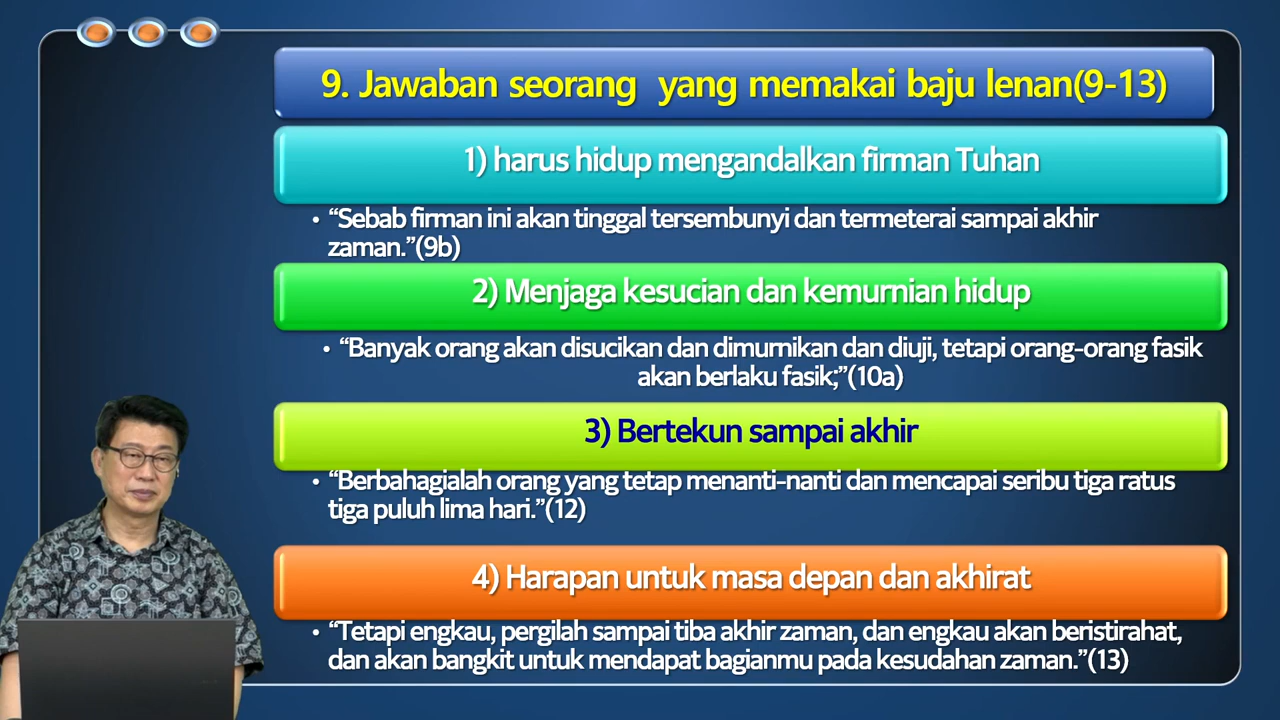 9. Jawaban seorang  yang memakai baju lenan(9-13)
1) harus hidup mengandalkan firman Tuhan
• “Sebab firman ini akan tinggal tersembunyi dan termeterai sampai akhir
zaman.”(9b)
2) Menjaga kesucian dan kemurnian hidup
• “Banyak orang akan disucikan dan dimurnikan dan diuji, tetapi orang-orang fasik
akan berlaku fasik;”(10a)
3) Bertekun sampai akhir
• “Berbahagialah orang yang tetap menanti-nanti dan mencapai seribu tiga ratus
tiga puluh lima hari.”(12)
4) Harapan untuk masa depan dan akhirat
• “Tetapi engkau, pergilah sampai tiba akhir zaman, dan engkau akan beristirahat,
dan akan bangkit untuk mendapat bagianmu pada kesudahan zaman.”(13)